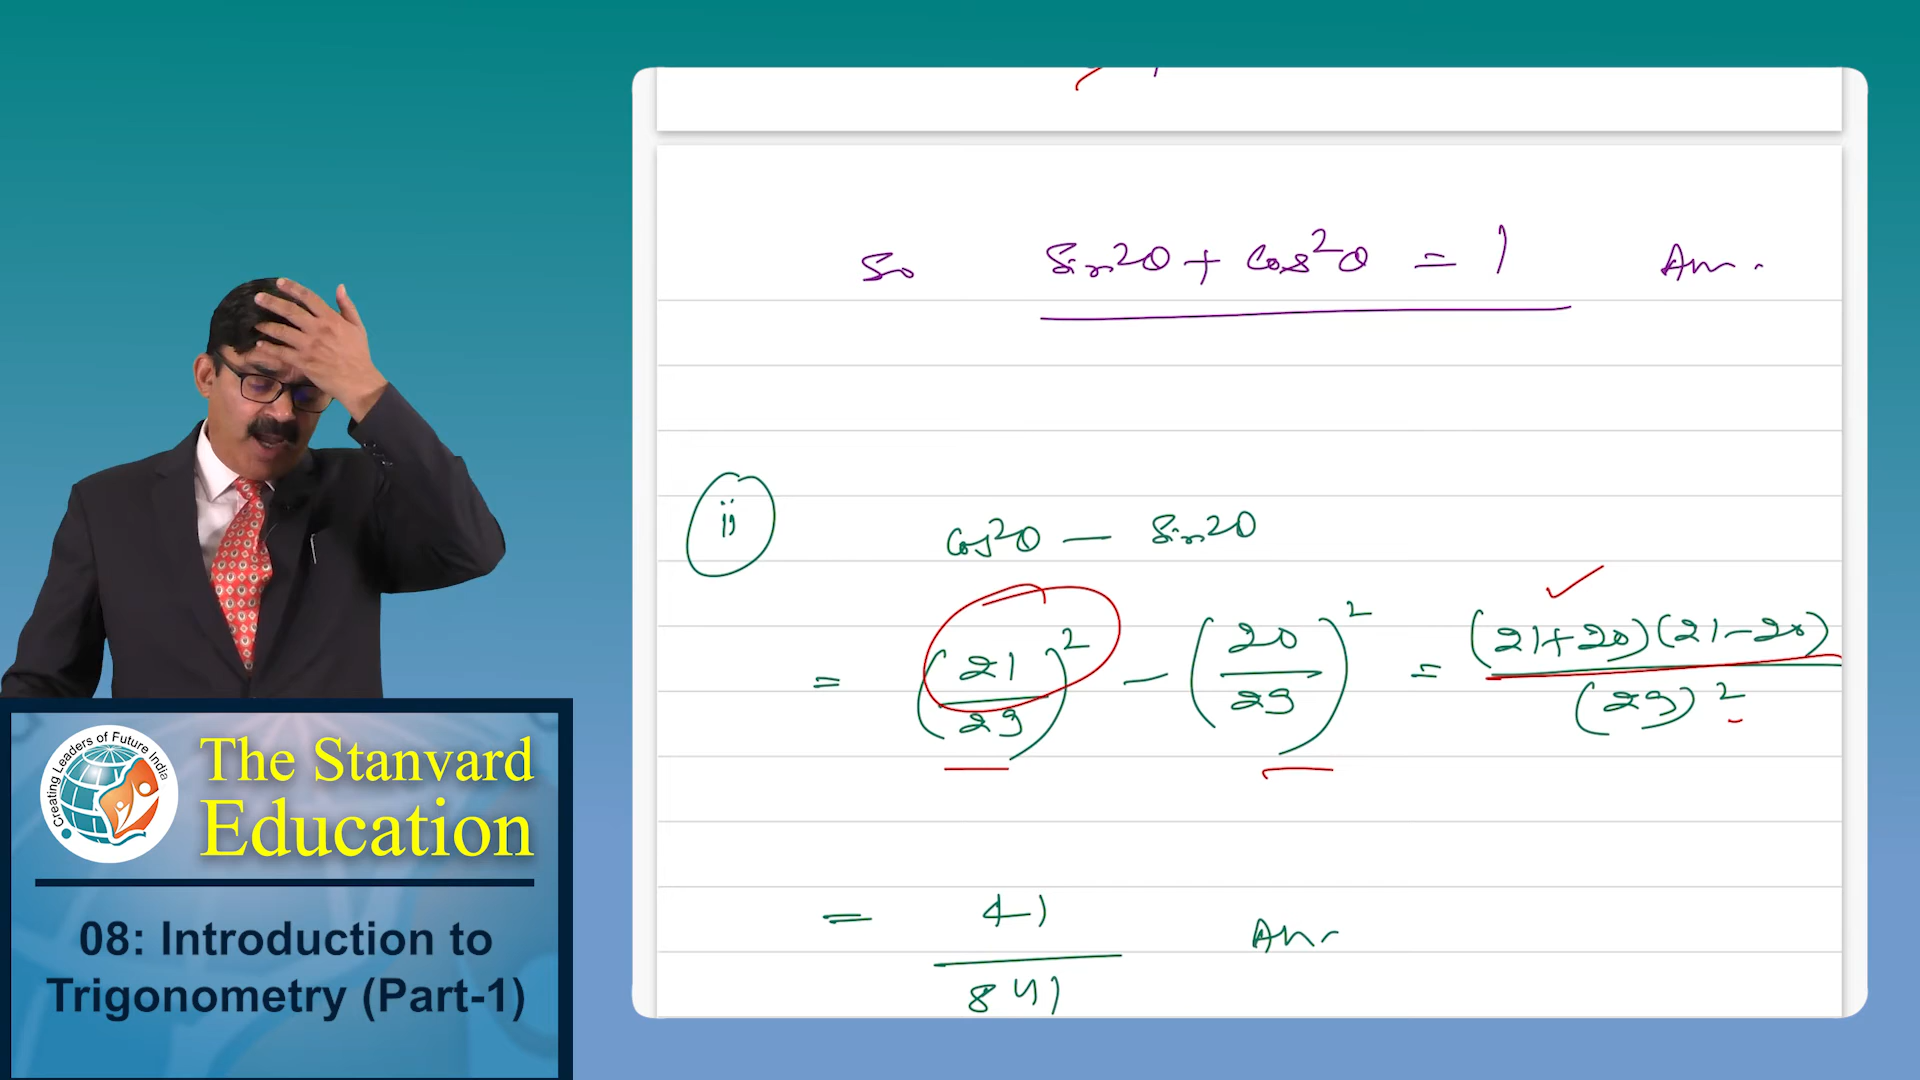 So sin²θ + cos²θ = 1 Ans.
ii
cos²θ − sin²θ
= (21/29)² − (20/29)² = (21+20)(21−20)/(29)²
= 41/841 Ans
Creating Leaders of Future India
The Stanvard
Education
08: Introduction to
Trigonometry (Part-1)